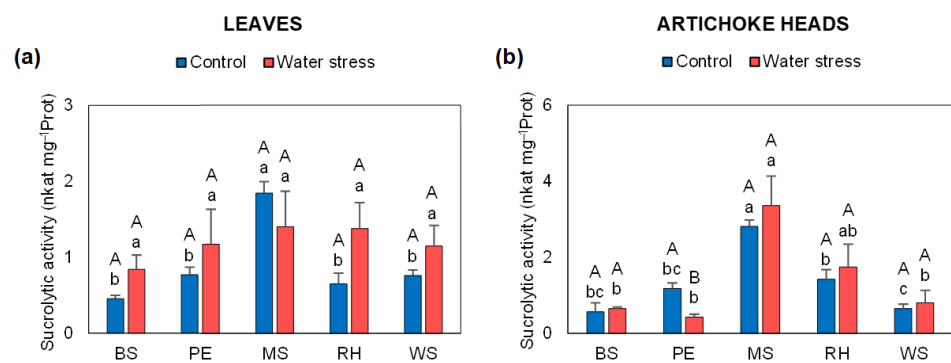 LEAVES
(a)
Control Water stress
Sucrolytic activity (nkat mg⁻¹Prot)
3
2
1
0
A A A A A A A A A A
b a b a a a b a b a
BS PE MS RH WS
ARTICHOKE HEADS
(b)
Control Water stress
Sucrolytic activity (nkat mg⁻¹Prot)
6
4
2
0
A A A B A A A A A A
bc b bc b a a b ab c b
BS PE MS RH WS